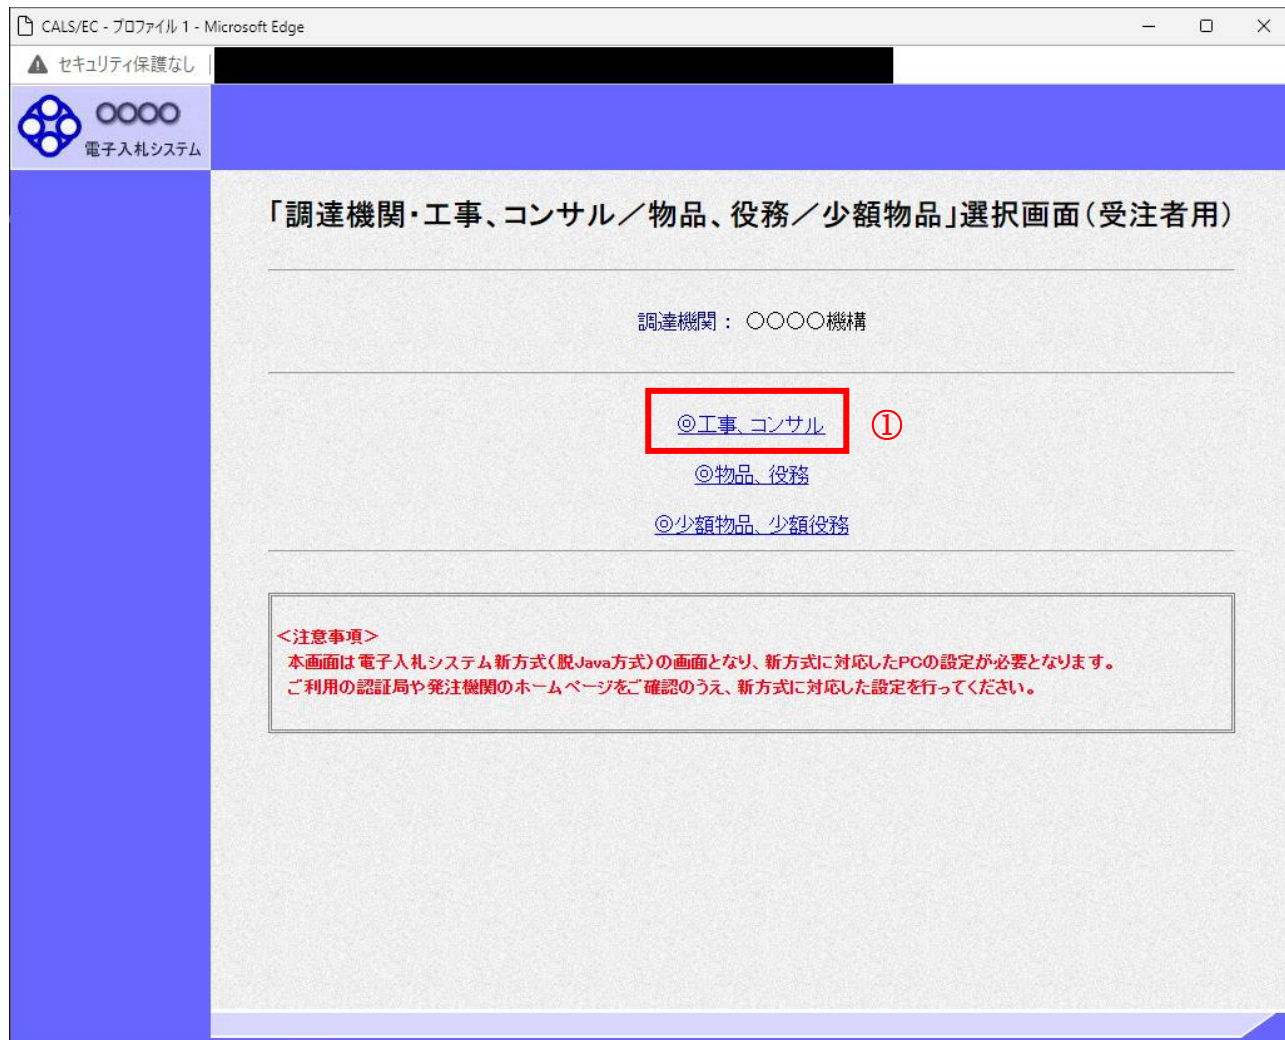 CALS/EC - プロファイル 1 - Microsoft Edge
セキュリティ保護なし
〇〇〇〇
電子入札システム
「調達機関・工事、コンサル／物品、役務／少額物品」選択画面(受注者用)
調達機関： 〇〇〇〇機構
◎工事、コンサル
①
◎物品、役務
◎少額物品、少額役務
＜注意事項＞
本画面は電子入札システム新方式(脱Java方式)の画面となり、新方式に対応したPCの設定が必要となります。
ご利用の認証局や発注機関のホームページをご確認のうえ、新方式に対応した設定を行ってください。